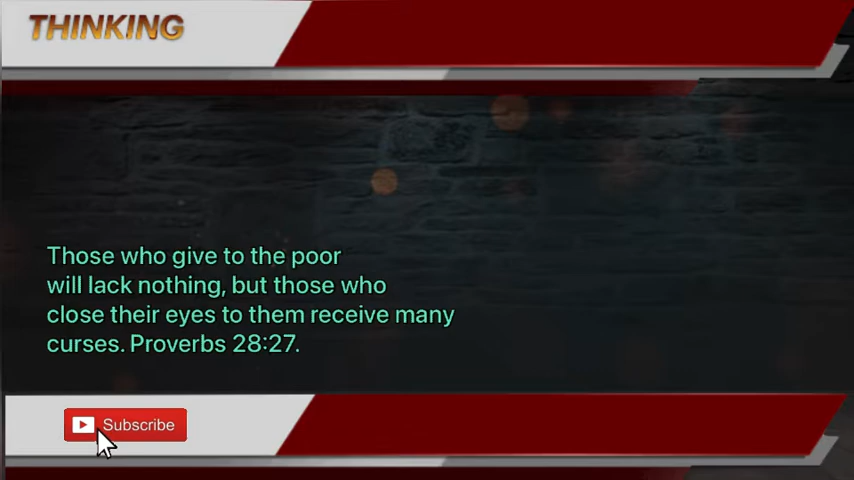 THINKING
Those who give to the poor
will lack nothing, but those who
close their eyes to them receive many
curses. Proverbs 28:27.
Subscribe